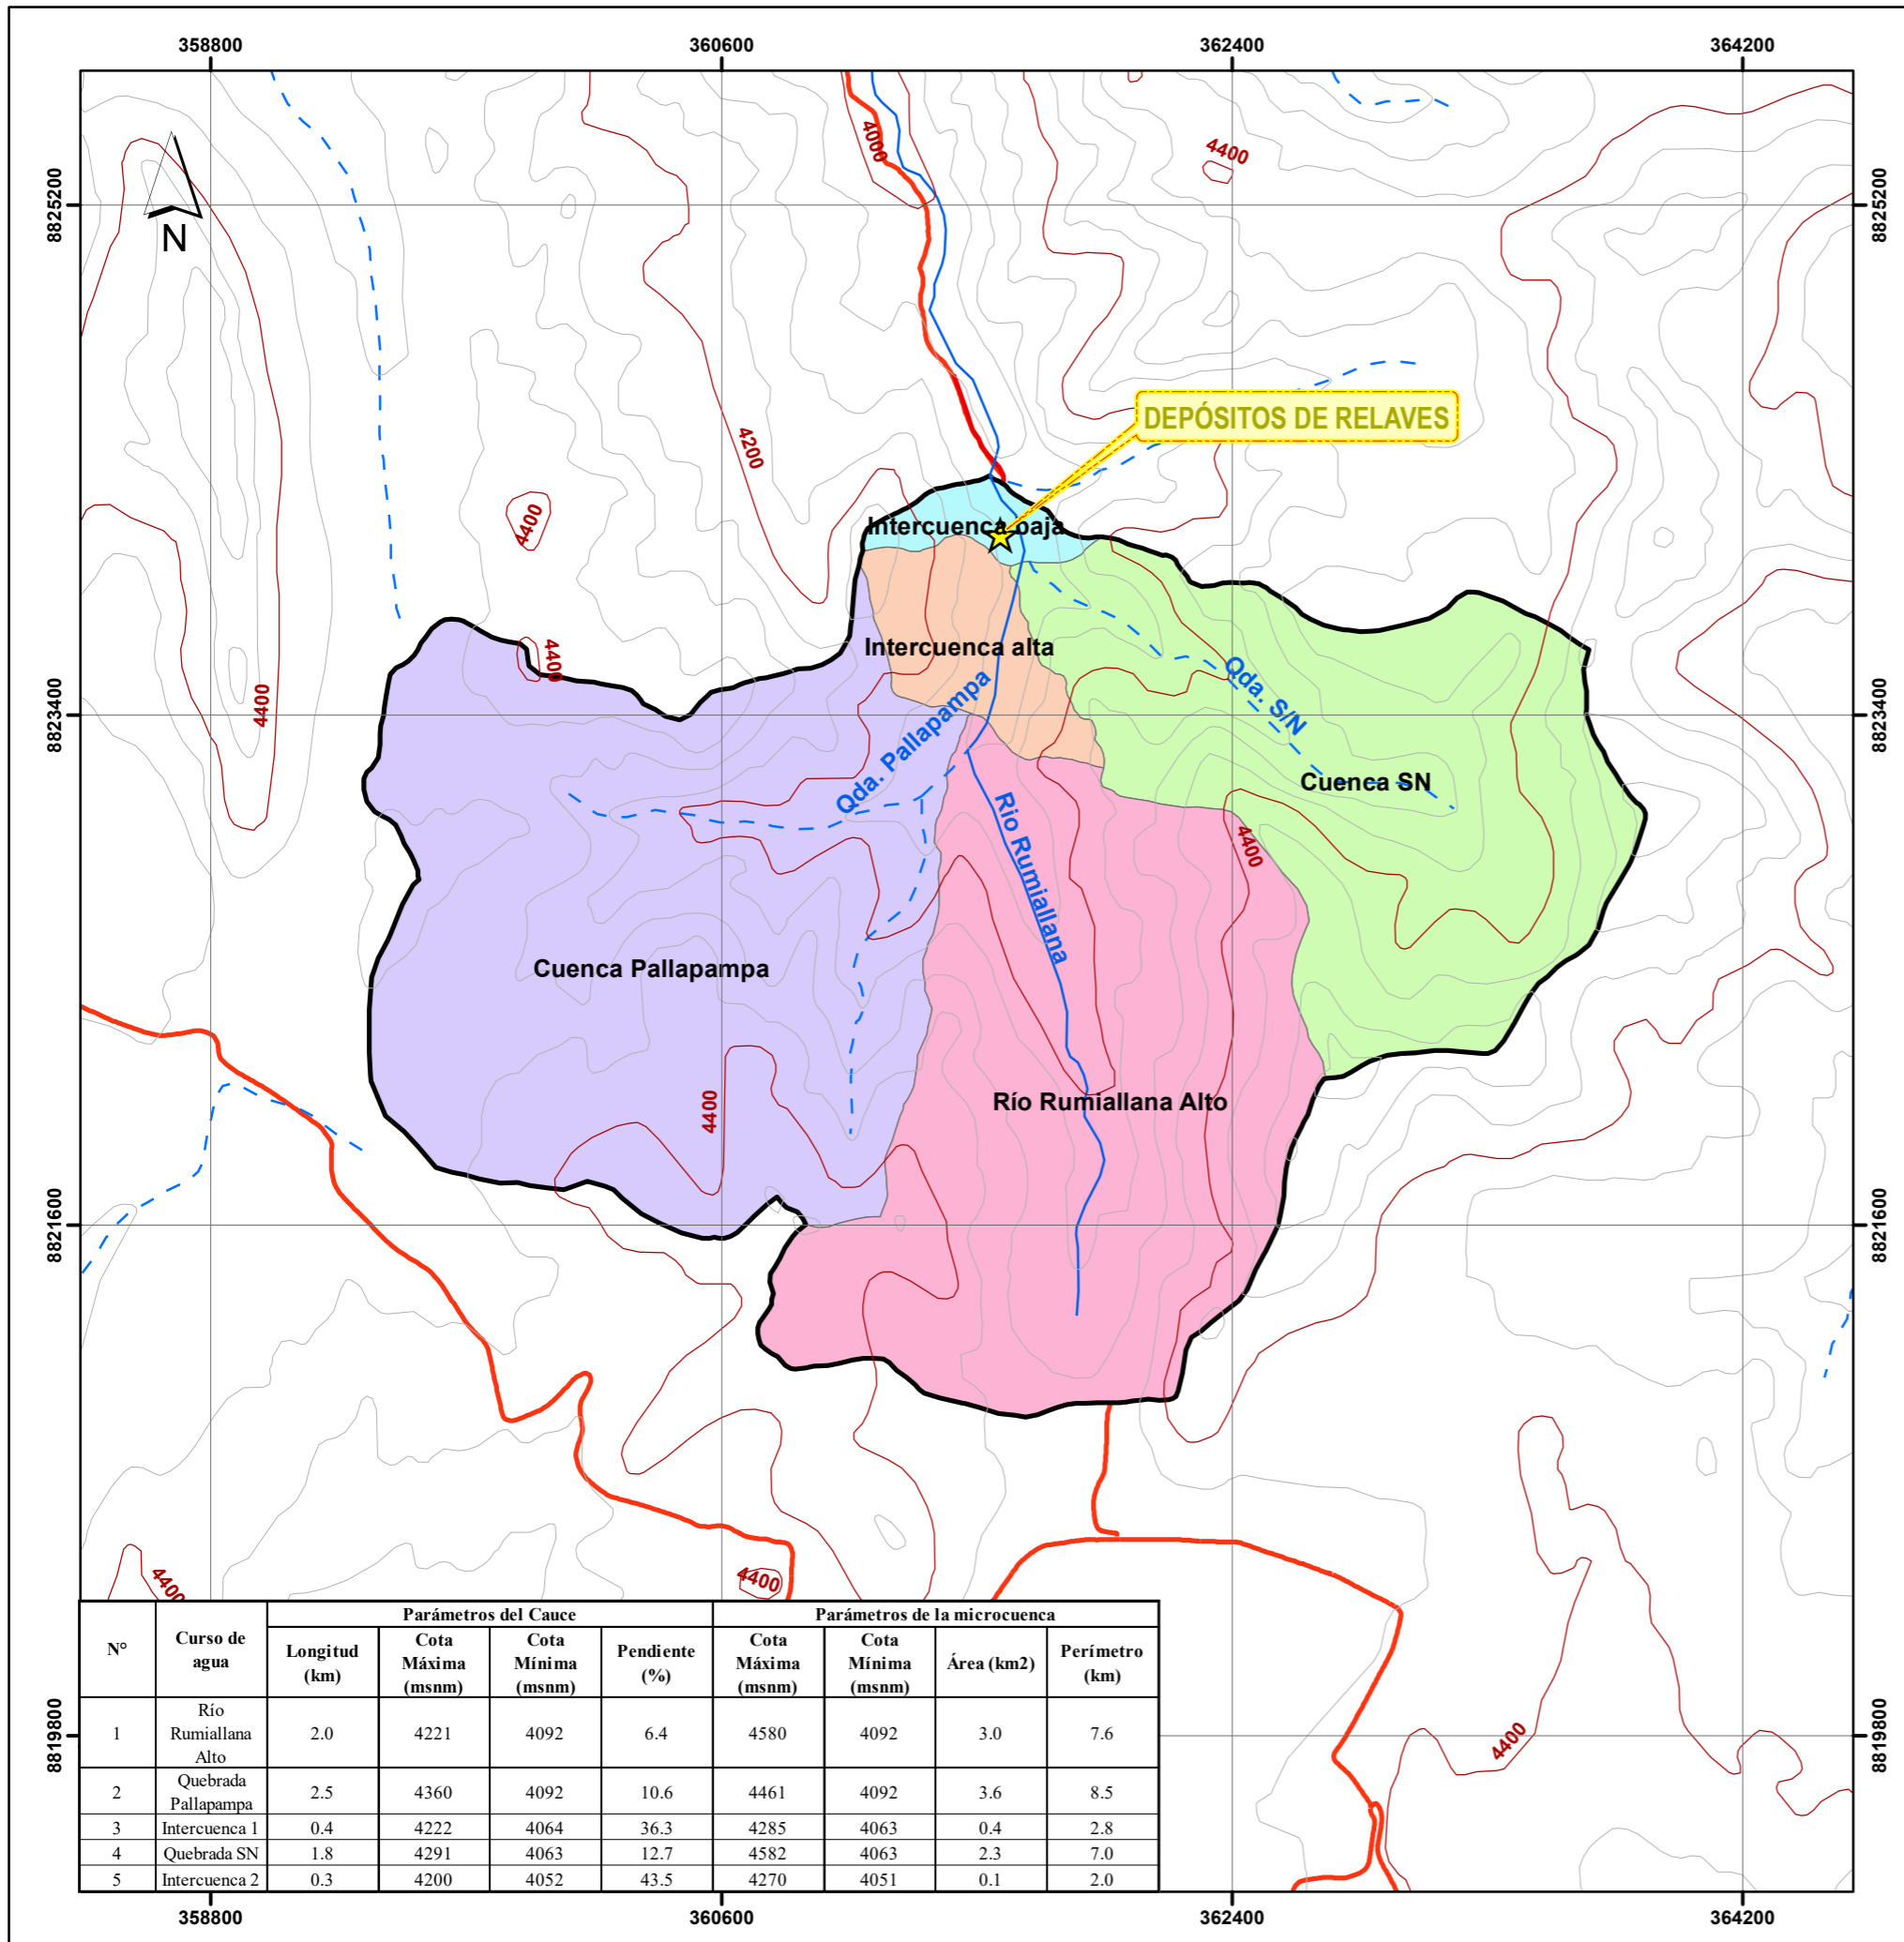 358800
360600
362400
364200
4000
4400
8825200
8825200
N
DEPÓSITOS DE RELAVES
4200
4400
Intercuenca baja
4400
Intercuenca alta
4400
Qda. S/N
8823400
8823400
Qda. Pallapampa
Cuenca SN
Rio Rumiallana
4400
Cuenca Pallapampa
4400
Río Rumiallana Alto
8821600
8821600
4400
4400
N°
Curso de
agua
Parámetros del Cauce
Parámetros de la microcuenca
Longitud
(km)
Cota
Máxima
(msnm)
Cota
Mínima
(msnm)
Pendiente
(%)
Cota
Máxima
(msnm)
Cota
Mínima
(msnm)
Área (km2)
Perímetro
(km)
1 Río Rumiallana Alto 2.0 4221 4092 6.4 4580 4092 3.0 7.6
2 Quebrada Pallapampa 2.5 4360 4092 10.6 4461 4092 3.6 8.5
3 Intercuenca 1 0.4 4222 4064 36.3 4285 4063 0.4 2.8
4 Quebrada SN 1.8 4291 4063 12.7 4582 4063 2.3 7.0
5 Intercuenca 2 0.3 4200 4052 43.5 4270 4051 0.1 2.0
4400
8819800
8819800
358800
360600
362400
364200